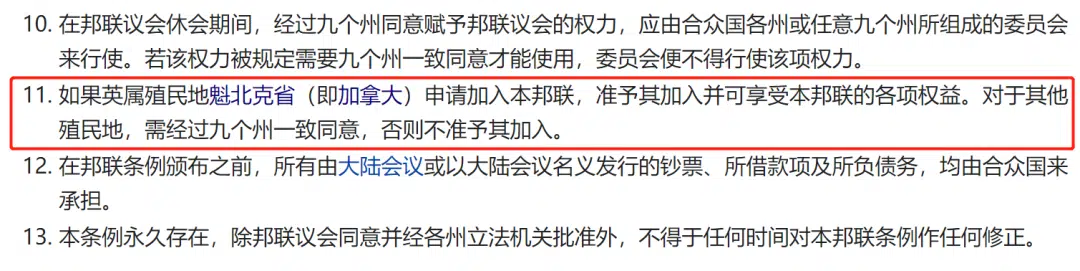 10. 在邦联议会休会期间，经过九个州同意赋予邦联议会的权力，应由合众国各州或任意九个州所组成的委员会
来行使。若该权力被规定需要九个州一致同意才能使用，委员会便不得行使该项权力。
11. 如果英属殖民地魁北克省（即加拿大）申请加入本邦联，准予其加入并可享受本邦联的各项权益。对于其他
殖民地，需经过九个州一致同意，否则不准予其加入。
12. 在邦联条例颁布之前，所有由大陆会议或以大陆会议名义发行的钞票、所借款项及所负债务，均由合众国来
承担。
13. 本条例永久存在，除邦联议会同意并经各州立法机关批准外，不得于任何时间对本邦联条例作任何修正。